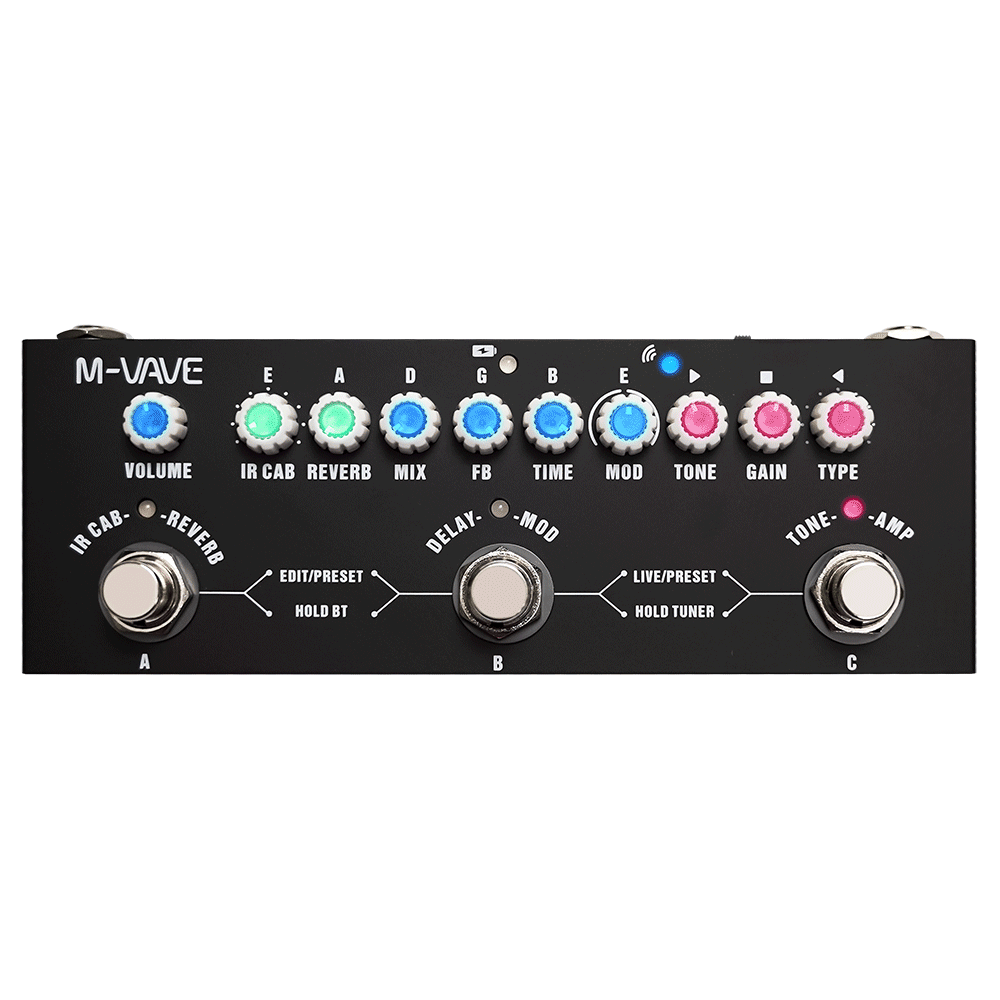 M-VAVE
E A D G B E
VOLUME IR CAB REVERB MIX FB TIME MOD TONE GAIN TYPE
IR CAB- -REVERB DELAY- -MOD TONE- -AMP
EDIT/PRESET LIVE/PRESET
HOLD BT HOLD TUNER
A B C